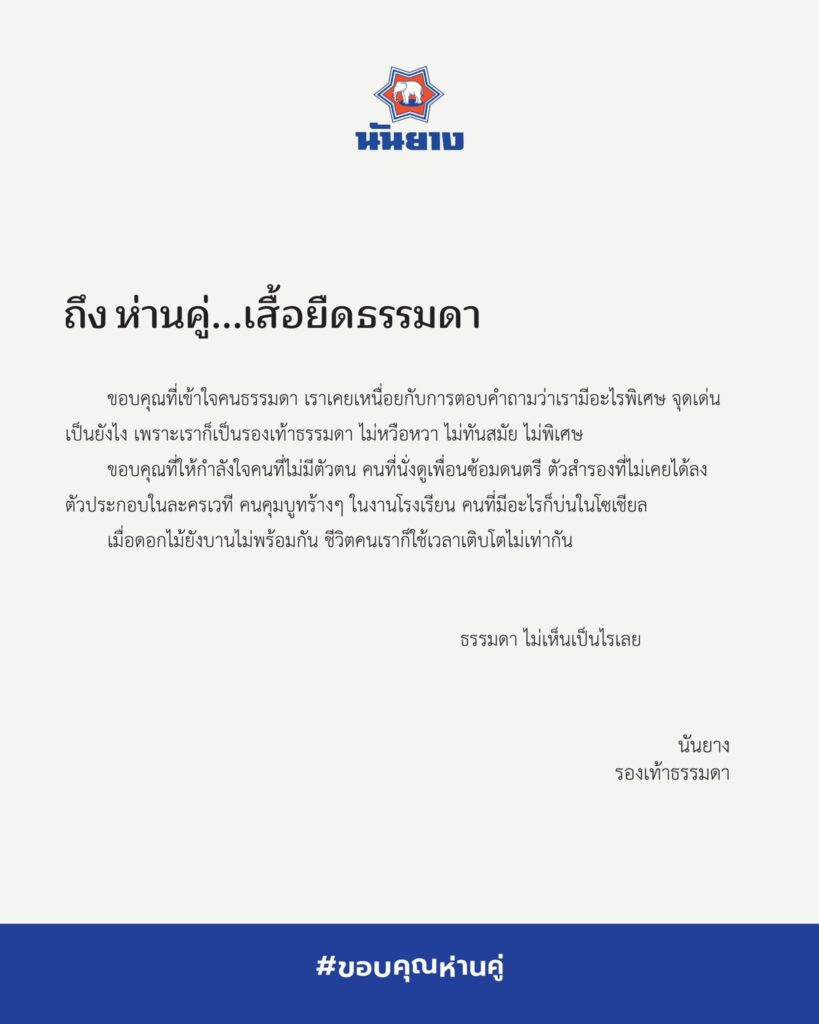 นันยาง
ถึง ห่านคู่...เสื้อยืดธรรมดา
ขอบคุณที่เข้าใจคนธรรมดา เราเคยเหนื่อยกับการตอบคำถามว่าเรามีอะไรพิเศษ จุดเด่น
เป็นยังไง เพราะเราก็เป็นรองเท้าธรรมดา ไม่หวือหวา ไม่ทันสมัย ไม่พิเศษ
ขอบคุณที่ให้กำลังใจคนที่ไม่มีตัวตน คนที่นั่งดูเพื่อนซ้อมดนตรี ตัวสำรองที่ไม่เคยได้ลง
ตัวประกอบในละครเวที คนคุมบูทร้างๆ ในงานโรงเรียน คนที่มีอะไรก็บ่นในโซเชียล
เมื่อดอกไม้ยังบานไม่พร้อมกัน ชีวิตคนเราก็ใช้เวลาเติบโตไม่เท่ากัน
ธรรมดา ไม่เห็นเป็นไรเลย
นันยาง
รองเท้าธรรมดา
#ขอบคุณห่านคู่